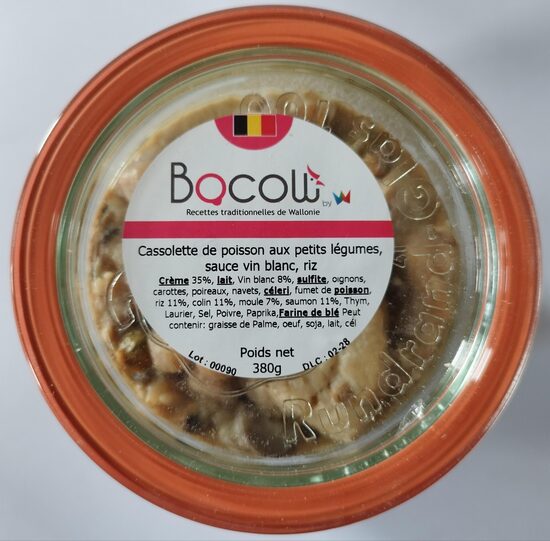 Bocow
by W
Recettes traditionnelles de Wallonie
Cassolette de poisson aux petits légumes,
sauce vin blanc, riz
Crème 35%, lait, Vin blanc 8%, sulfite, oignons,
carottes, poireaux, navets, céleri, fumet de poisson,
riz 11%, colin 11%, moule 7%, saumon 11%, Thym,
Laurier, Sel, Poivre, Paprika,Farine de blé Peut
contenir: graisse de Palme, oeuf, soja, lait, cél
Poids net
380g
Lot : 00090
DLC : 02-28
Rundrand
100